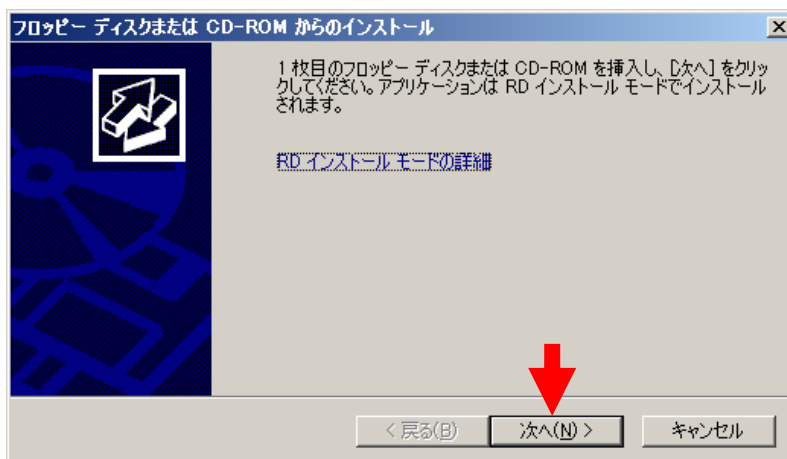 フロッピー ディスクまたは CD-ROM からのインストール
1 枚目のフロッピー ディスクまたは CD-ROM を挿入し、[次へ] をクリッ
クしてください。アプリケーションは RD インストール モードでインストール
されます。
RD インストール モードの詳細
< 戻る(B)
次へ(N) >
キャンセル